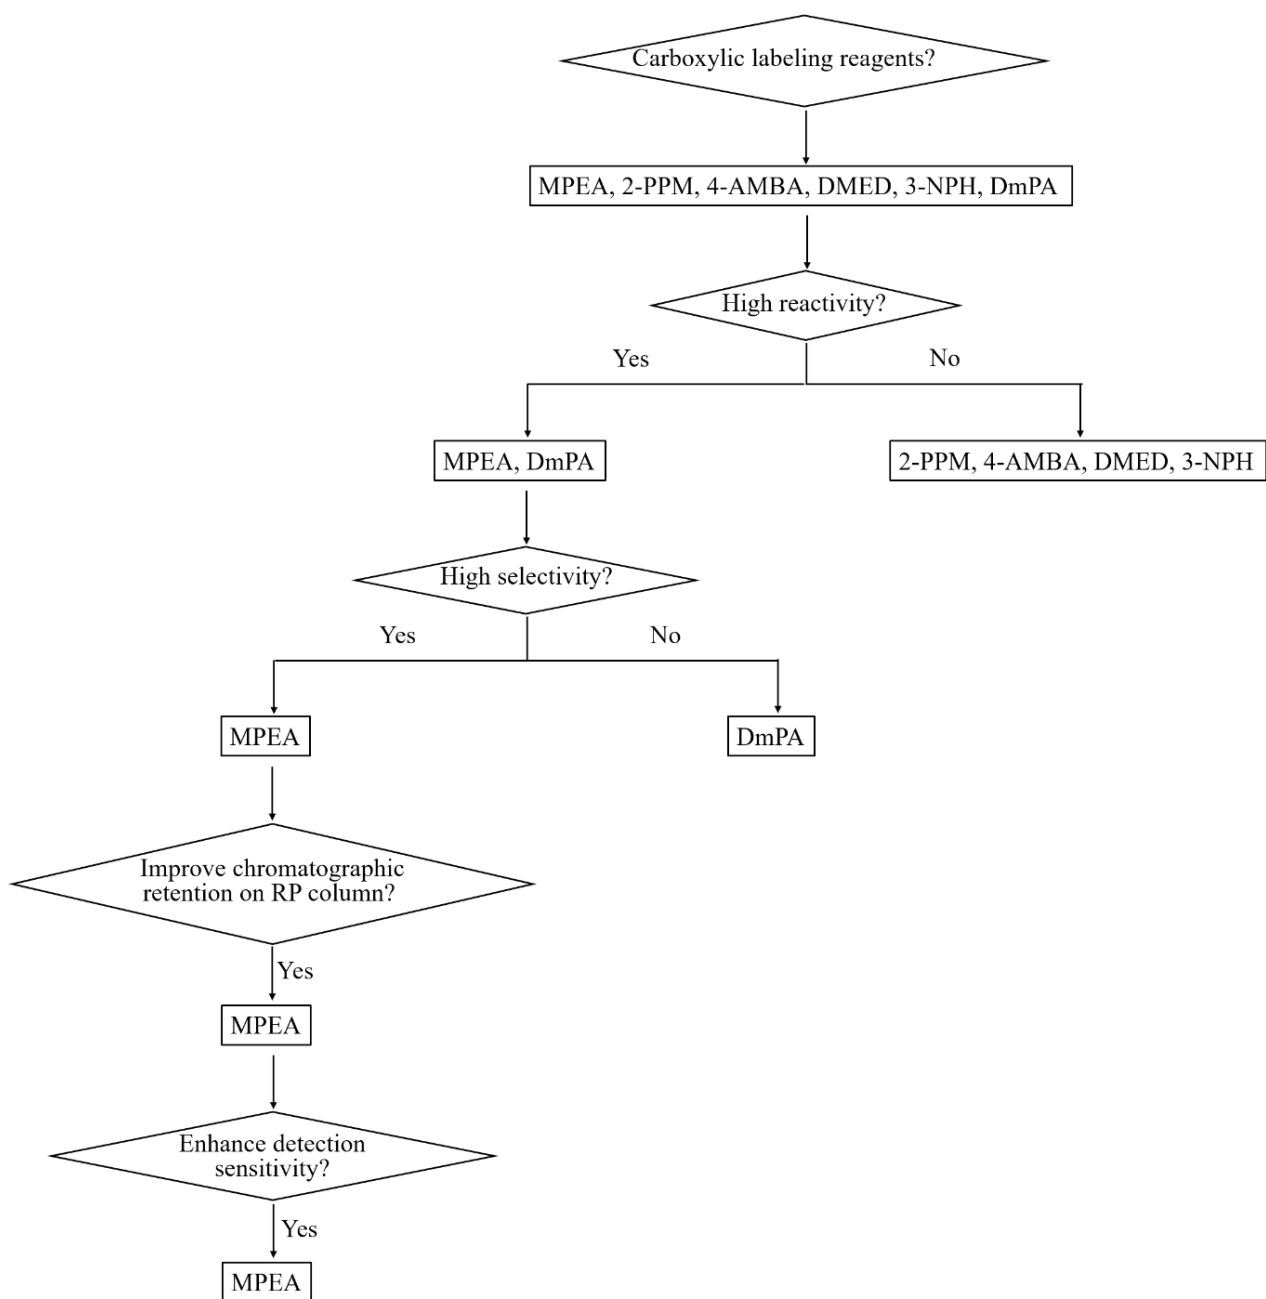 Carboxylic labeling reagents?
MPEA, 2-PPM, 4-AMBA, DMED, 3-NPH, DmPA
High reactivity?
Yes
No
MPEA, DmPA
2-PPM, 4-AMBA, DMED, 3-NPH
High selectivity?
Yes
No
MPEA
DmPA
Improve chromatographic
retention on RP column?
Yes
MPEA
Enhance detection
sensitivity?
Yes
MPEA